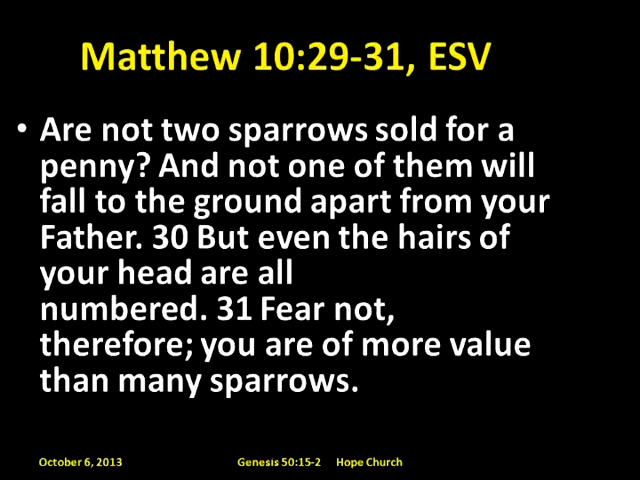 Matthew 10:29-31, ESV
• Are not two sparrows sold for a
penny? And not one of them will
fall to the ground apart from your
Father. 30 But even the hairs of
your head are all
numbered. 31 Fear not,
therefore; you are of more value
than many sparrows.
October 6, 2013 Genesis 50:15-2 Hope Church